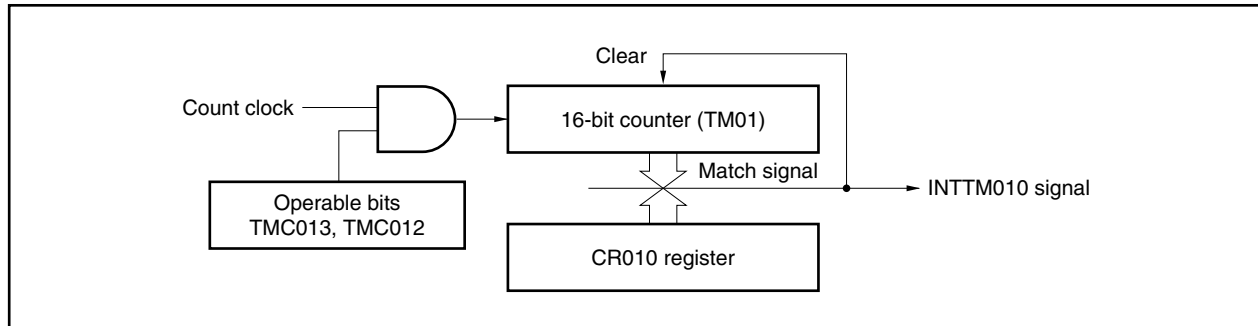 Clear
Count clock
16-bit counter (TM01)
Match signal
INTTM010 signal
Operable bits
TMC013, TMC012
CR010 register